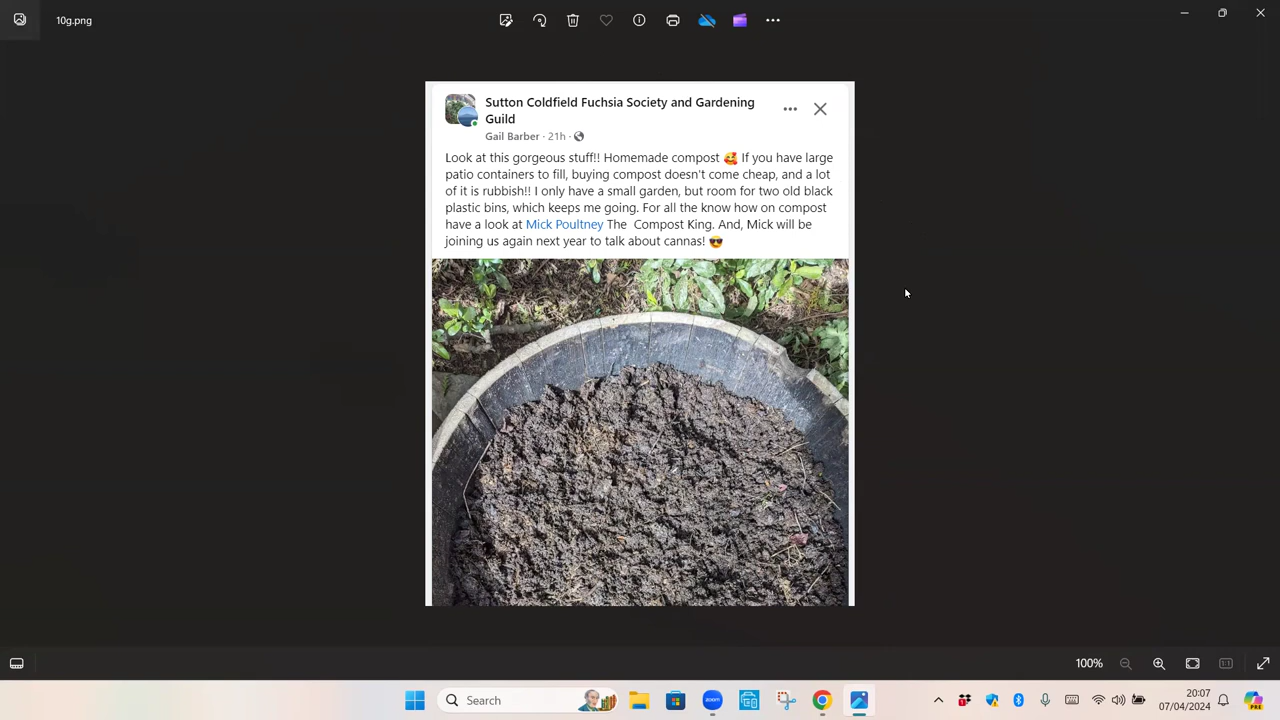 10g.png
Sutton Coldfield Fuchsia Society and Gardening
Guild
Gail Barber · 21h ·
Look at this gorgeous stuff!! Homemade compost 🥰 If you have large
patio containers to fill, buying compost doesn't come cheap, and a lot
of it is rubbish!! I only have a small garden, but room for two old black
plastic bins, which keeps me going. For all the know how on compost
have a look at Mick Poultney The Compost King. And, Mick will be
joining us again next year to talk about cannas! 😎
100%
1:1
Search
zoom
20:07
07/04/2024
PRE